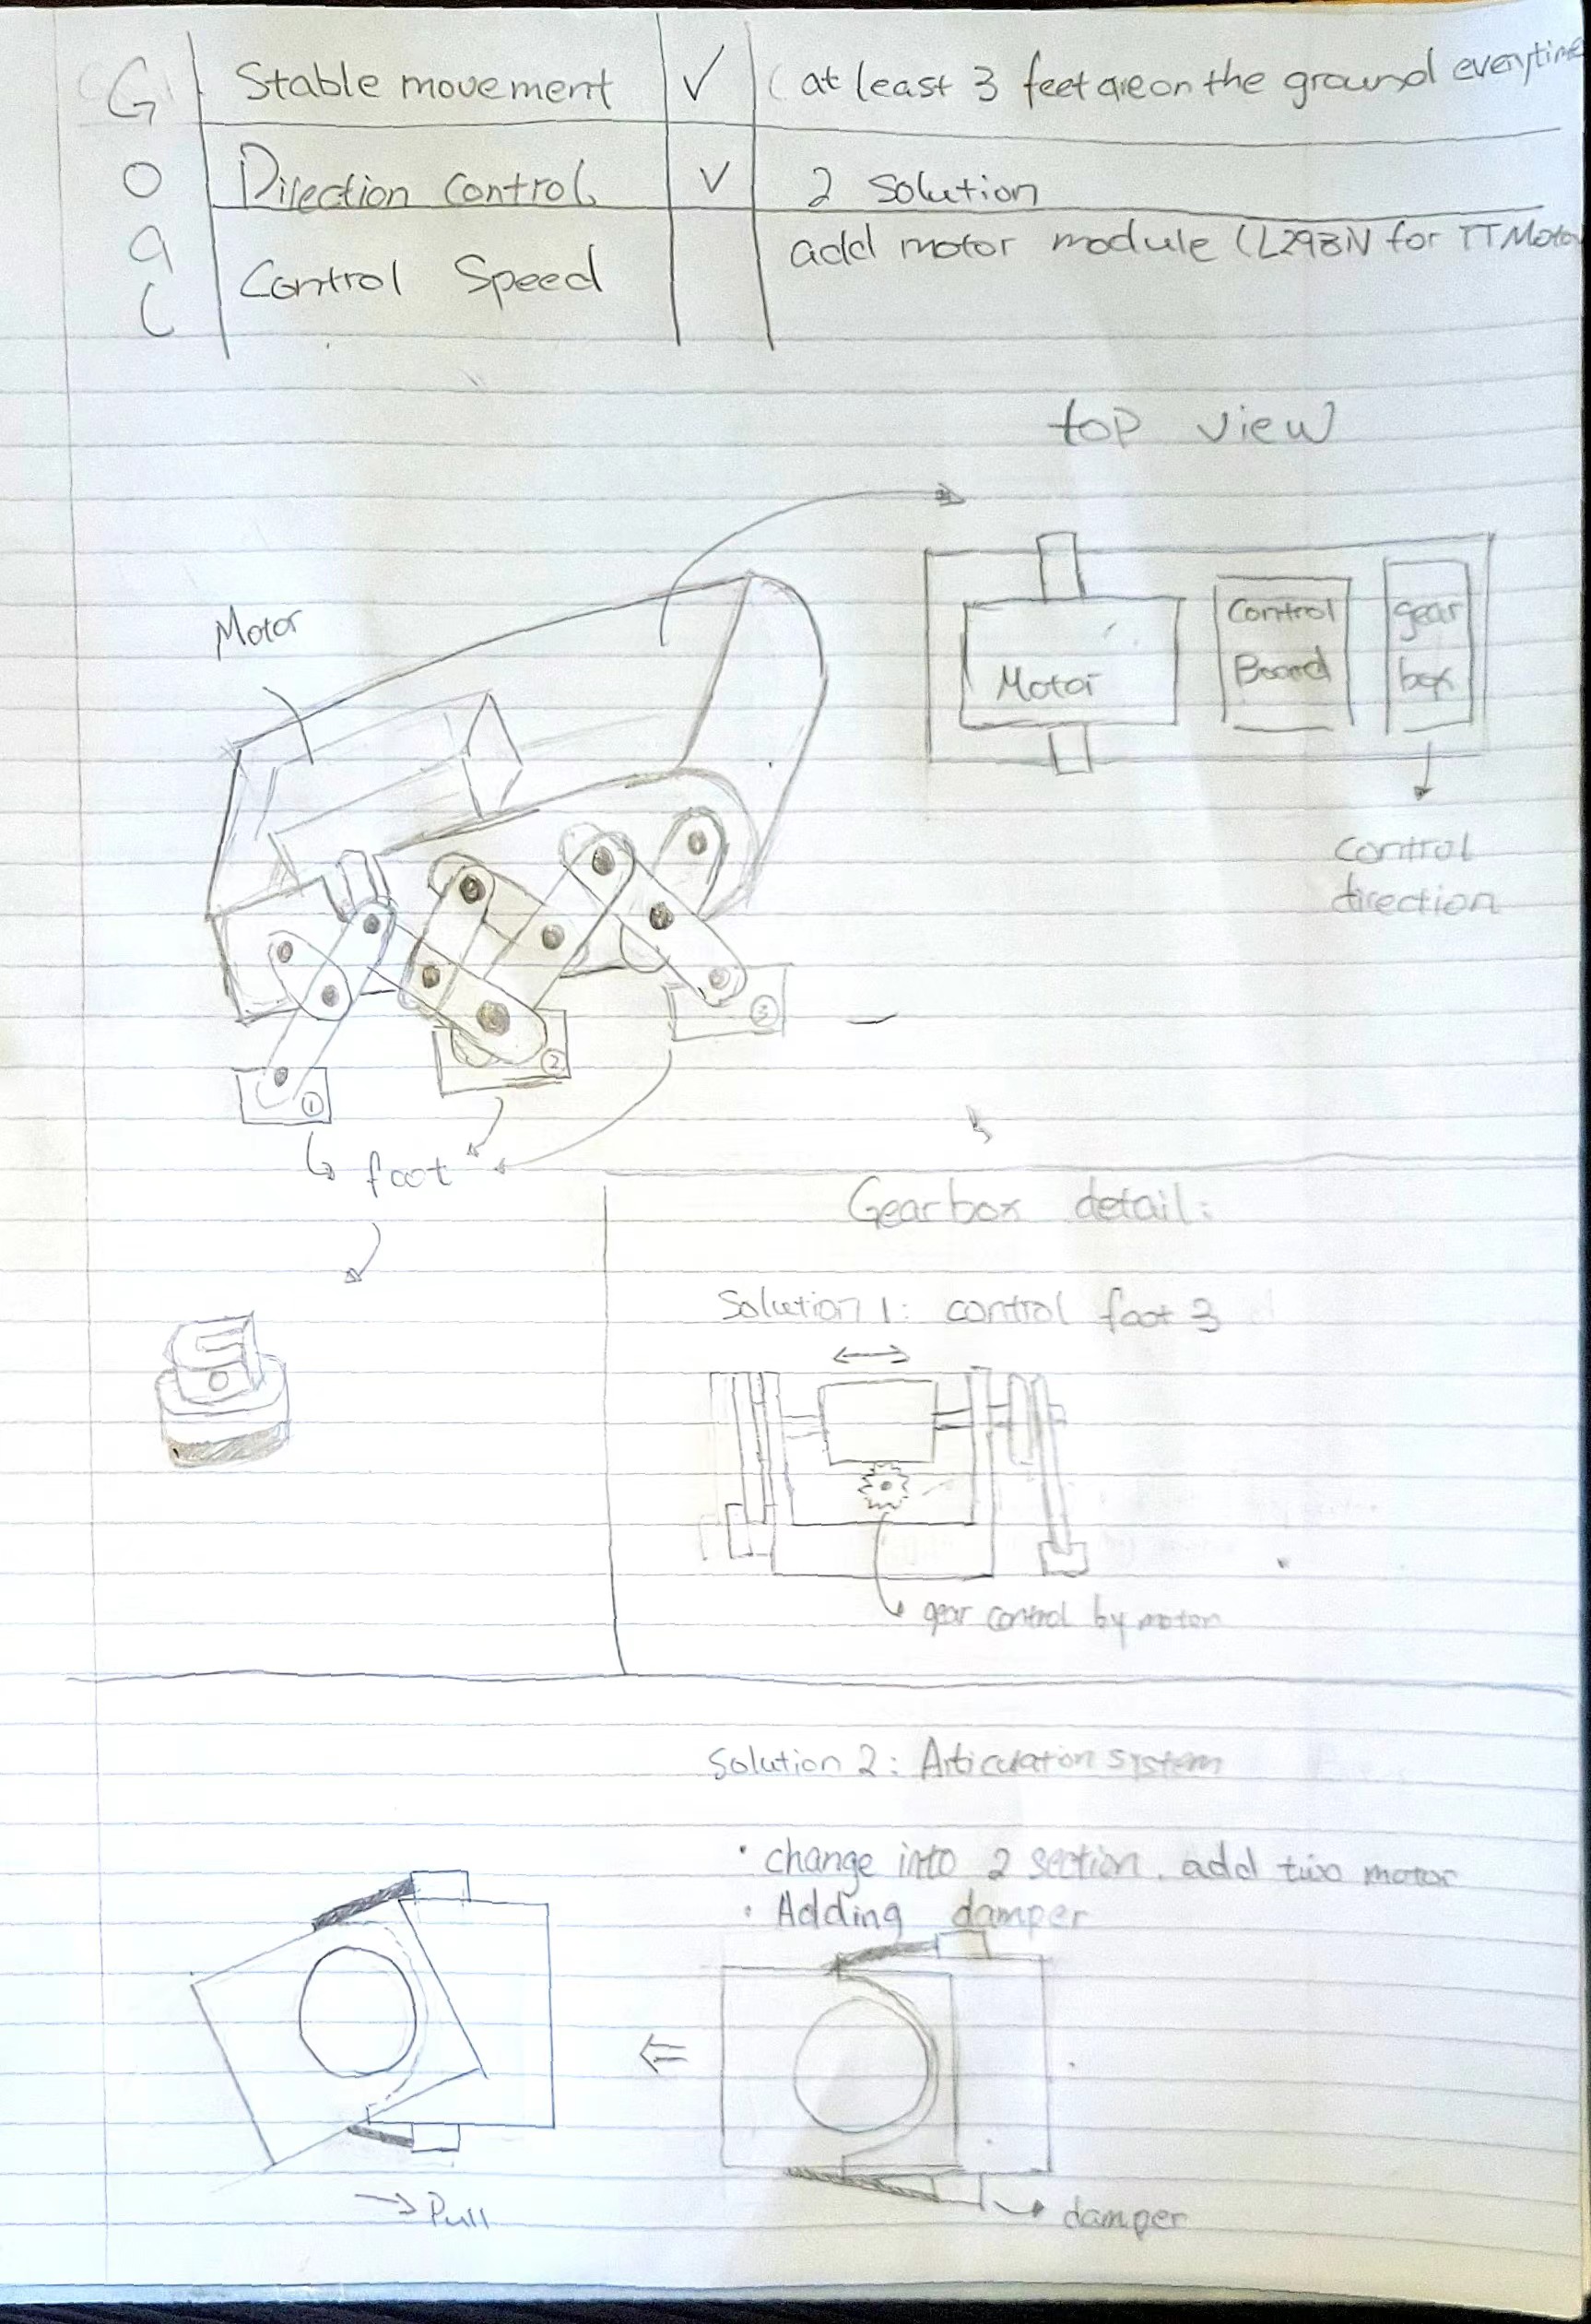 Goal
Stable movement ✓ (at least 3 feet are on the ground everytime
Direction Control ✓ 2 solution
Control Speed add motor module (L298N for TT Motor
top view
Motor
Motor
Control
Board
gear
box
control
direction
①
②
③
foot
Gearbox detail:
Solution 1: control foot 3
gear control by motor
Solution 2: Articulation system
• change into 2 section. add two motor
• Adding damper
→ Pull
damper